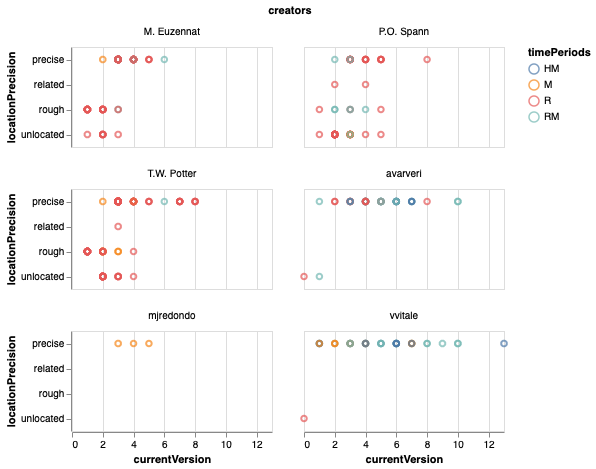 creators
M. Euzennat
P.O. Spann
locationPrecision
precise
related
rough
unlocated
timePeriods
HM
M
R
RM
T.W. Potter
avarveri
locationPrecision
precise
related
rough
unlocated
mjredondo
vvitale
locationPrecision
precise
related
rough
unlocated
0 2 4 6 8 10 12
0 2 4 6 8 10 12
currentVersion
currentVersion